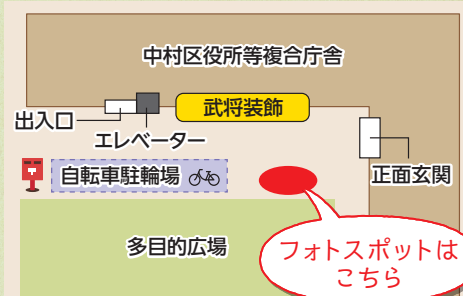 中村区役所等複合庁舎
武将装飾
出入口
エレベーター
正面玄関
自転車駐輪場
多目的広場
フォトスポットは
こちら